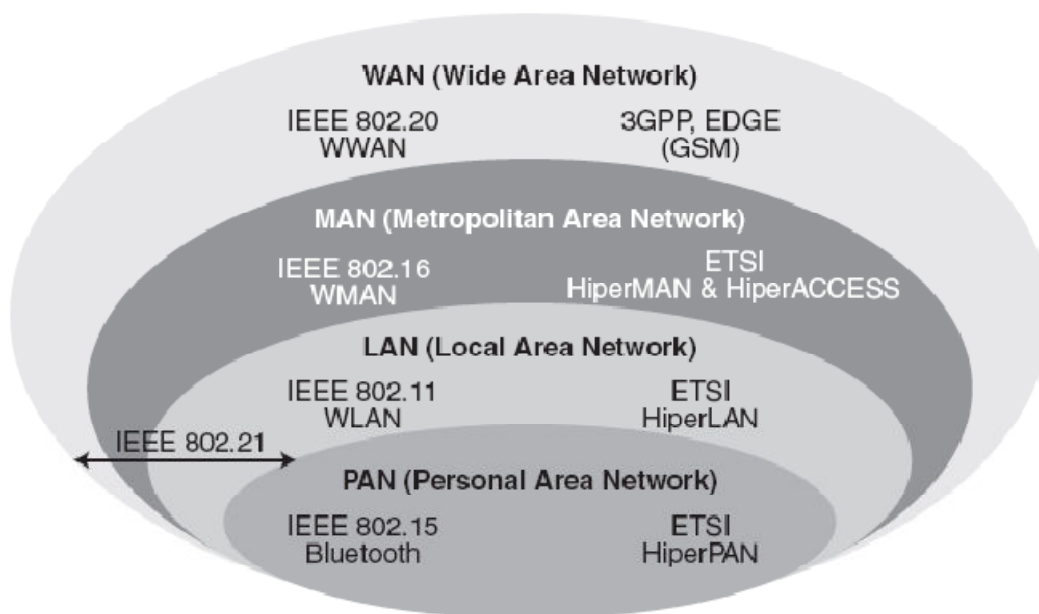 WAN (Wide Area Network)
IEEE 802.20
WWAN
3GPP, EDGE
(GSM)
MAN (Metropolitan Area Network)
IEEE 802.16
WMAN
ETSI
HiperMAN & HiperACCESS
LAN (Local Area Network)
IEEE 802.11
WLAN
ETSI
HiperLAN
IEEE 802.21
PAN (Personal Area Network)
IEEE 802.15
Bluetooth
ETSI
HiperPAN